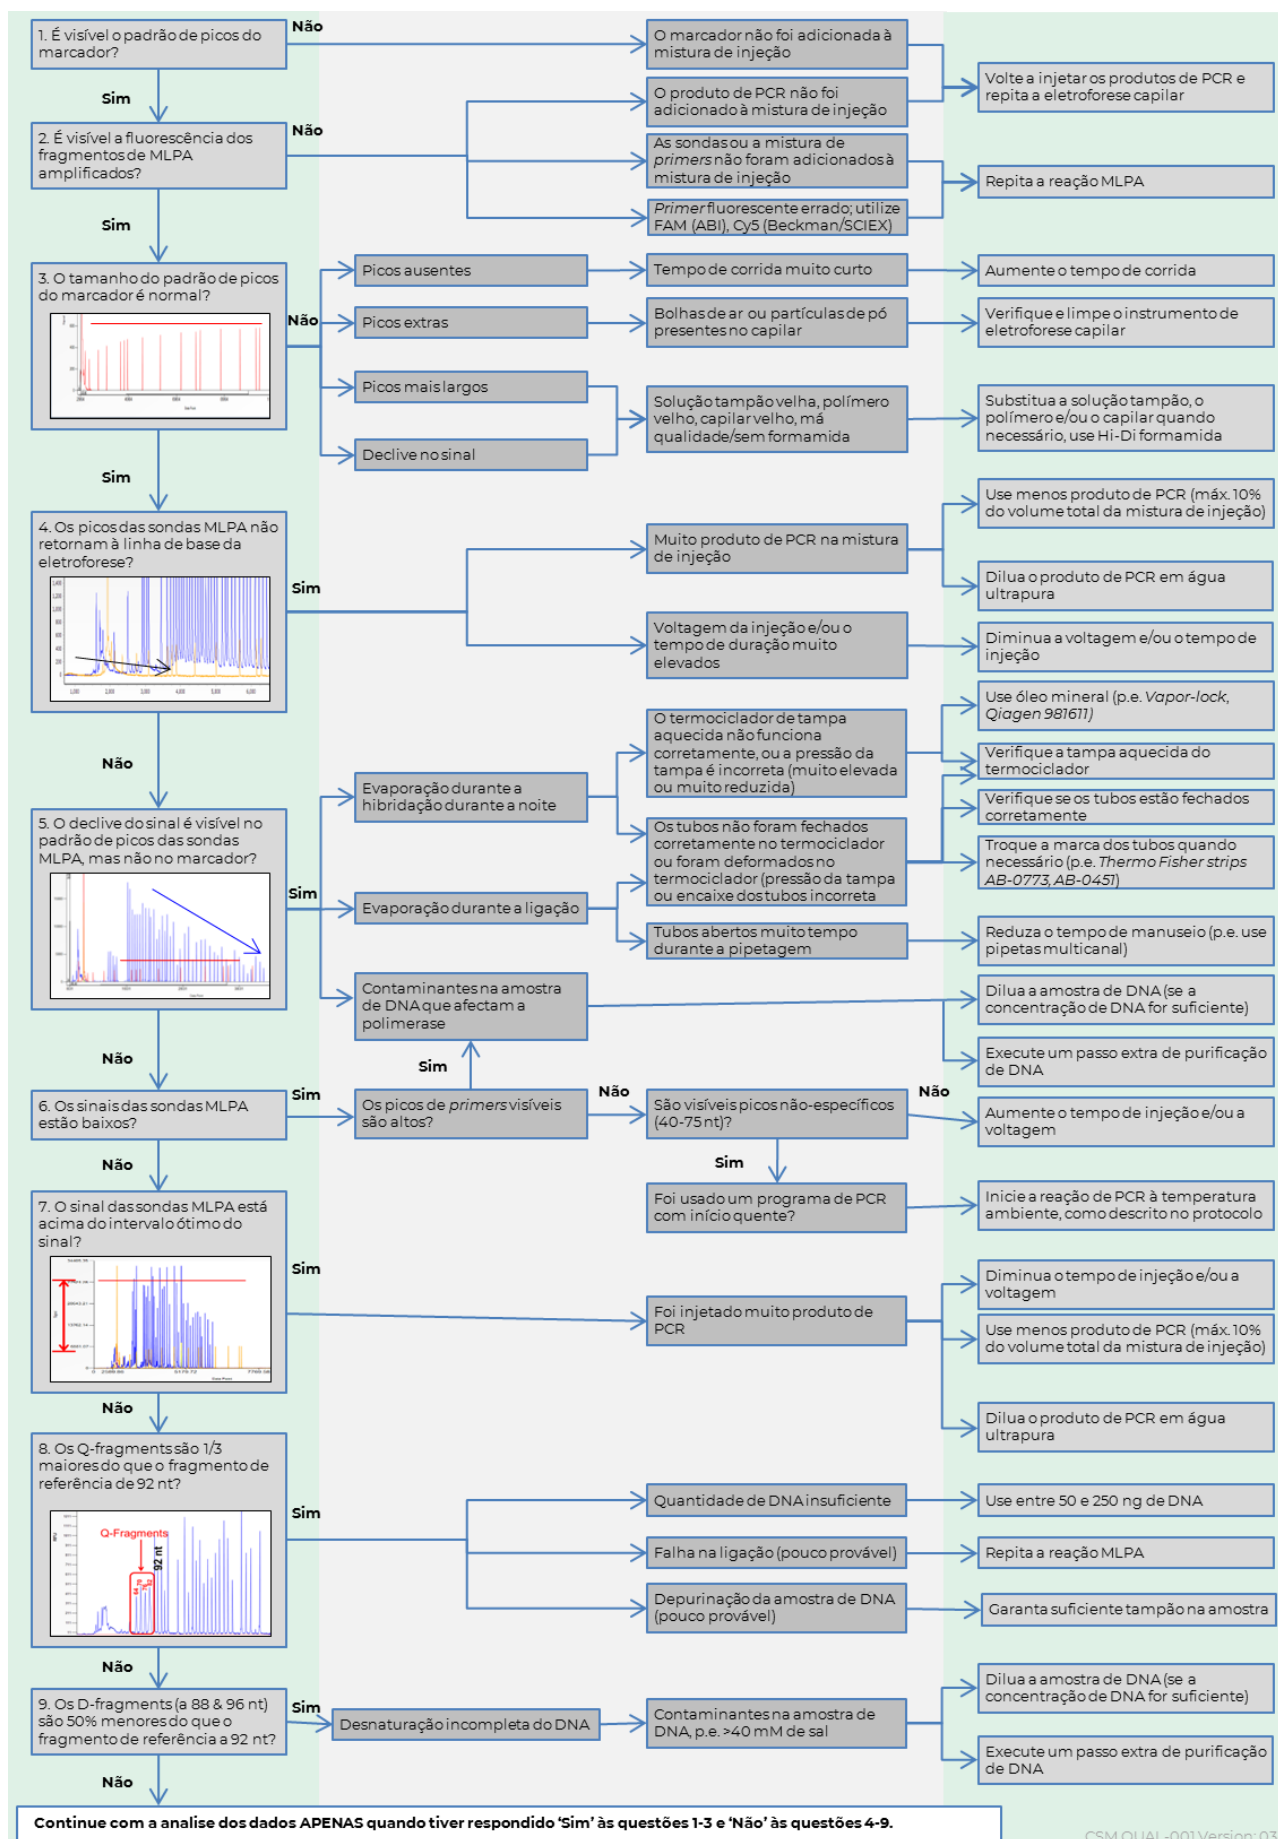 1. É visível o padrão de picos do
marcador?
Não
O marcador não foi adicionada à
mistura de injeção
Volte a injetar os produtos de PCR e
repita a eletroforese capilar
Sim
O produto de PCR não foi
adicionado à mistura de injeção
2. É visível a fluorescência dos
fragmentos de MLPA
amplificados?
Não
As sondas ou a mistura de
primers não foram adicionados à
mistura de injeção
Repita a reação MLPA
Primer fluorescente errado; utilize
FAM (ABI), Cy5 (Beckman/SCIEX)
Sim
3. O tamanho do padrão de picos
do marcador é normal?
Não
Picos ausentes
Tempo de corrida muito curto
Aumente o tempo de corrida
Picos extras
Bolhas de ar ou partículas de pó
presentes no capilar
Verifique e limpe o instrumento de
eletroforese capilar
Picos mais largos
Declive no sinal
Solução tampão velha, polímero
velho, capilar velho, má
qualidade/sem formamida
Substitua a solução tampão, o
polímero e/ou o capilar quando
necessário, use Hi-Di formamida
Sim
4. Os picos das sondas MLPA não
retornam à linha de base da
eletroforese?
Sim
Muito produto de PCR na mistura
de injeção
Use menos produto de PCR (máx. 10%
do volume total da mistura de injeção)
Dilua o produto de PCR em água
ultrapura
Voltagem da injeção e/ou o
tempo de duração muito
elevados
Diminua a voltagem e/ou o tempo de
injeção
Não
5. O declive do sinal é visível no
padrão de picos das sondas
MLPA, mas não no marcador?
Sim
Evaporação durante a
hibridação durante a noite
O termociclador de tampa
aquecida não funciona
corretamente, ou a pressão da
tampa é incorreta (muito elevada
ou muito reduzida)
Use óleo mineral (p.e. Vapor-lock,
Qiagen 981611)
Verifique a tampa aquecida do
termociclador
Os tubos não foram fechados
corretamente no termociclador
ou foram deformados no
termociclador (pressão da tampa
ou encaixe dos tubos incorreta
Verifique se os tubos estão fechados
corretamente
Troque a marca dos tubos quando
necessário (p.e. Thermo Fisher strips
AB-0773, AB-0451)
Evaporação durante a ligação
Tubos abertos muito tempo
durante a pipetagem
Reduza o tempo de manuseio (p.e. use
pipetas multicanal)
Contaminantes na amostra
de DNA que afectam a
polimerase
Dilua a amostra de DNA (se a
concentração de DNA for suficiente)
Execute um passo extra de purificação
de DNA
Não
Sim
6. Os sinais das sondas MLPA
estão baixos?
Sim
Os picos de primers visíveis
são altos?
Não
São visíveis picos não-específicos
(40-75 nt)?
Não
Aumente o tempo de injeção e/ou a
voltagem
Não
Sim
Foi usado um programa de PCR
com início quente?
Inicie a reação de PCR à temperatura
ambiente, como descrito no protocolo
7. O sinal das sondas MLPA está
acima do intervalo ótimo do
sinal?
Sim
Foi injetado muito produto de
PCR
Diminua o tempo de injeção e/ou a
voltagem
Use menos produto de PCR (máx. 10%
do volume total da mistura de injeção)
Dilua o produto de PCR em água
ultrapura
Não
8. Os Q-fragments são 1/3
maiores do que o fragmento de
referência de 92 nt?
Q-Fragments
92 nt
Sim
Quantidade de DNA insuficiente
Use entre 50 e 250 ng de DNA
Falha na ligação (pouco provável)
Repita a reação MLPA
Depurinação da amostra de DNA
(pouco provável)
Garanta suficiente tampão na amostra
Não
9. Os D-fragments (a 88 & 96 nt)
são 50% menores do que o
fragmento de referência a 92 nt?
Sim
Desnaturação incompleta do DNA
Contaminantes na amostra de
DNA, p.e. >40 mM de sal
Dilua a amostra de DNA (se a
concentração de DNA for suficiente)
Execute um passo extra de purificação
de DNA
Não
Continue com a analise dos dados APENAS quando tiver respondido ‘Sim’ às questões 1-3 e ‘Não’ às questões 4-9.